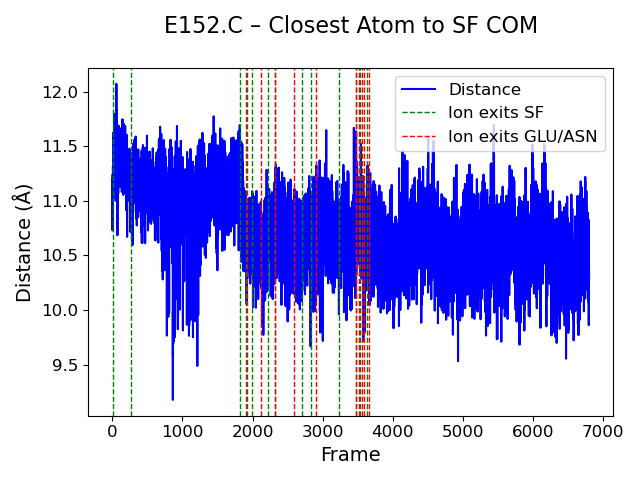 E152.C – Closest Atom to SF COM
Distance
Ion exits SF
Ion exits GLU/ASN
12.0
11.5
11.0
10.5
10.0
9.5
Distance (Å)
0 1000 2000 3000 4000 5000 6000 7000
Frame